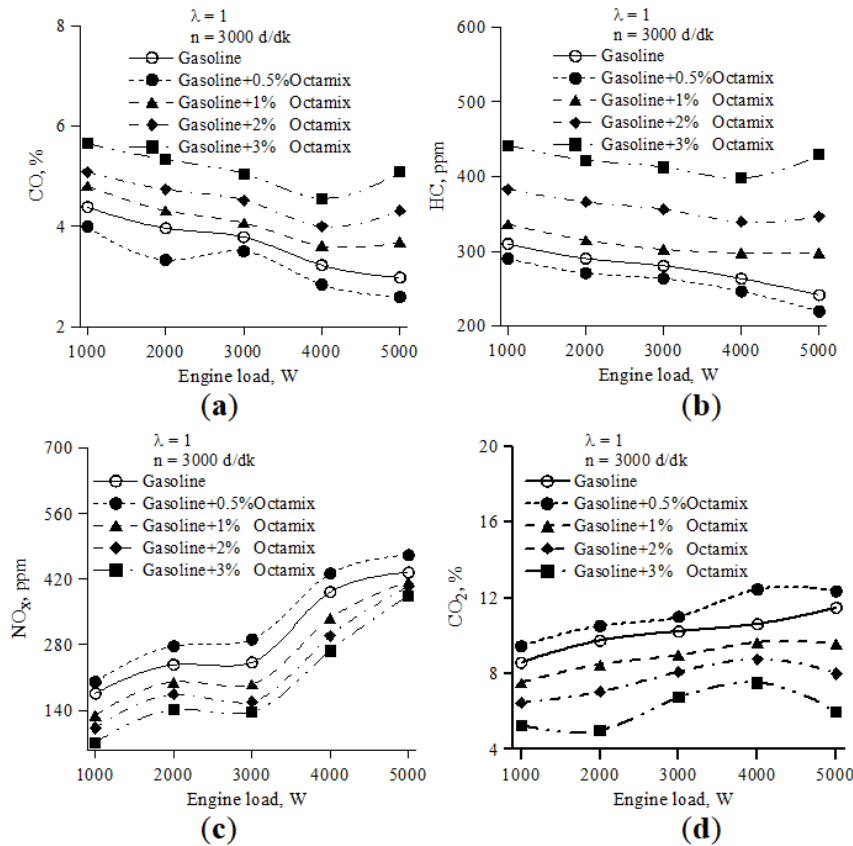 λ = 1
n = 3000 d/dk
Gasoline
Gasoline+0.5%Octamix
Gasoline+1% Octamix
Gasoline+2% Octamix
Gasoline+3% Octamix
8
6
4
2
CO, %
1000 2000 3000 4000 5000
Engine load, W
(a)
λ = 1
n = 3000 d/dk
Gasoline
Gasoline+0.5%Octamix
Gasoline+1% Octamix
Gasoline+2% Octamix
Gasoline+3% Octamix
600
500
400
300
200
HC, ppm
1000 2000 3000 4000 5000
Engine load, W
(b)
λ = 1
n = 3000 d/dk
Gasoline
Gasoline+0.5%Octamix
Gasoline+1% Octamix
Gasoline+2% Octamix
Gasoline+3% Octamix
700
560
420
280
140
NOx, ppm
1000 2000 3000 4000 5000
Engine load, W
(c)
λ = 1
n = 3000 d/dk
Gasoline
Gasoline+0.5%Octamix
Gasoline+1% Octamix
Gasoline+2% Octamix
Gasoline+3% Octamix
20
16
12
8
4
CO2, %
1000 2000 3000 4000 5000
Engine load, W
(d)